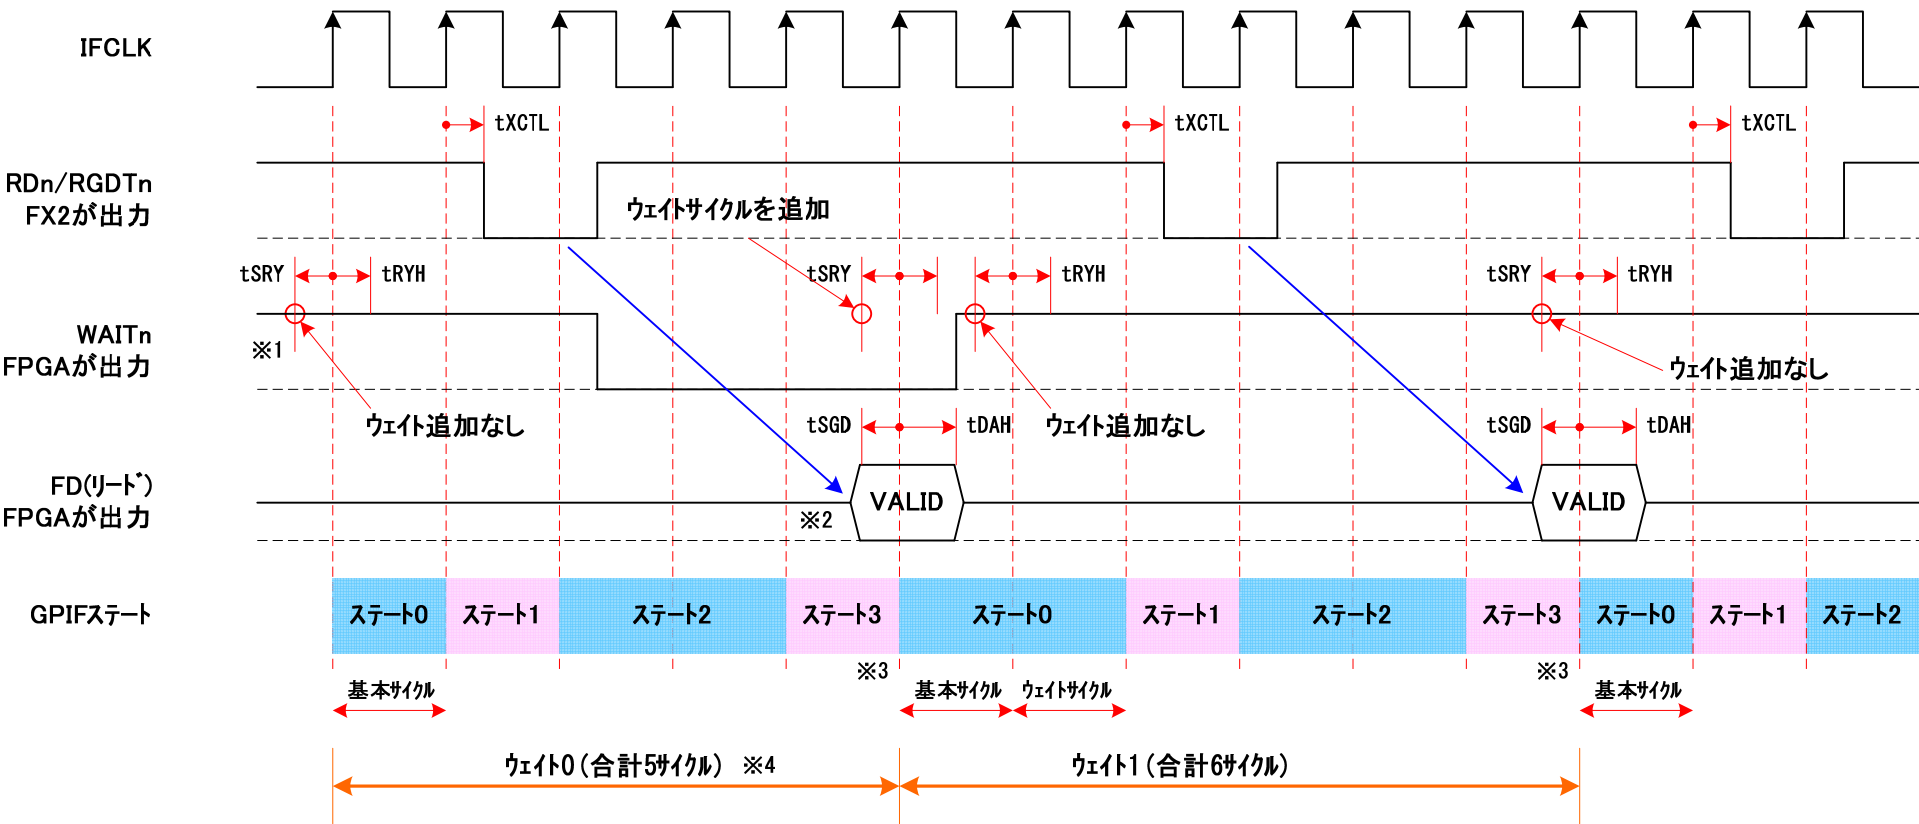 IFCLK
tXCTL tXCTL tXCTL
RDn/RGDTn
FX2が出力
ウェイトサイクルを追加
tSRY tRYH tSRY tRYH tSRY tRYH
WAITn
FPGAが出力
※1
ウェイト追加なし
ウェイト追加なし
ウェイト追加なし
tSGD tDAH tSGD tDAH
FD(リード)
FPGAが出力
VALID VALID
※2
GPIFステート
ステート0 ステート1 ステート2 ステート3 ステート0 ステート1 ステート2 ステート3 ステート0 ステート1 ステート2
※3 ※3
基本サイクル 基本サイクル ウェイトサイクル 基本サイクル
ウェイト0(合計5サイクル) ※4 ウェイト1(合計6サイクル)